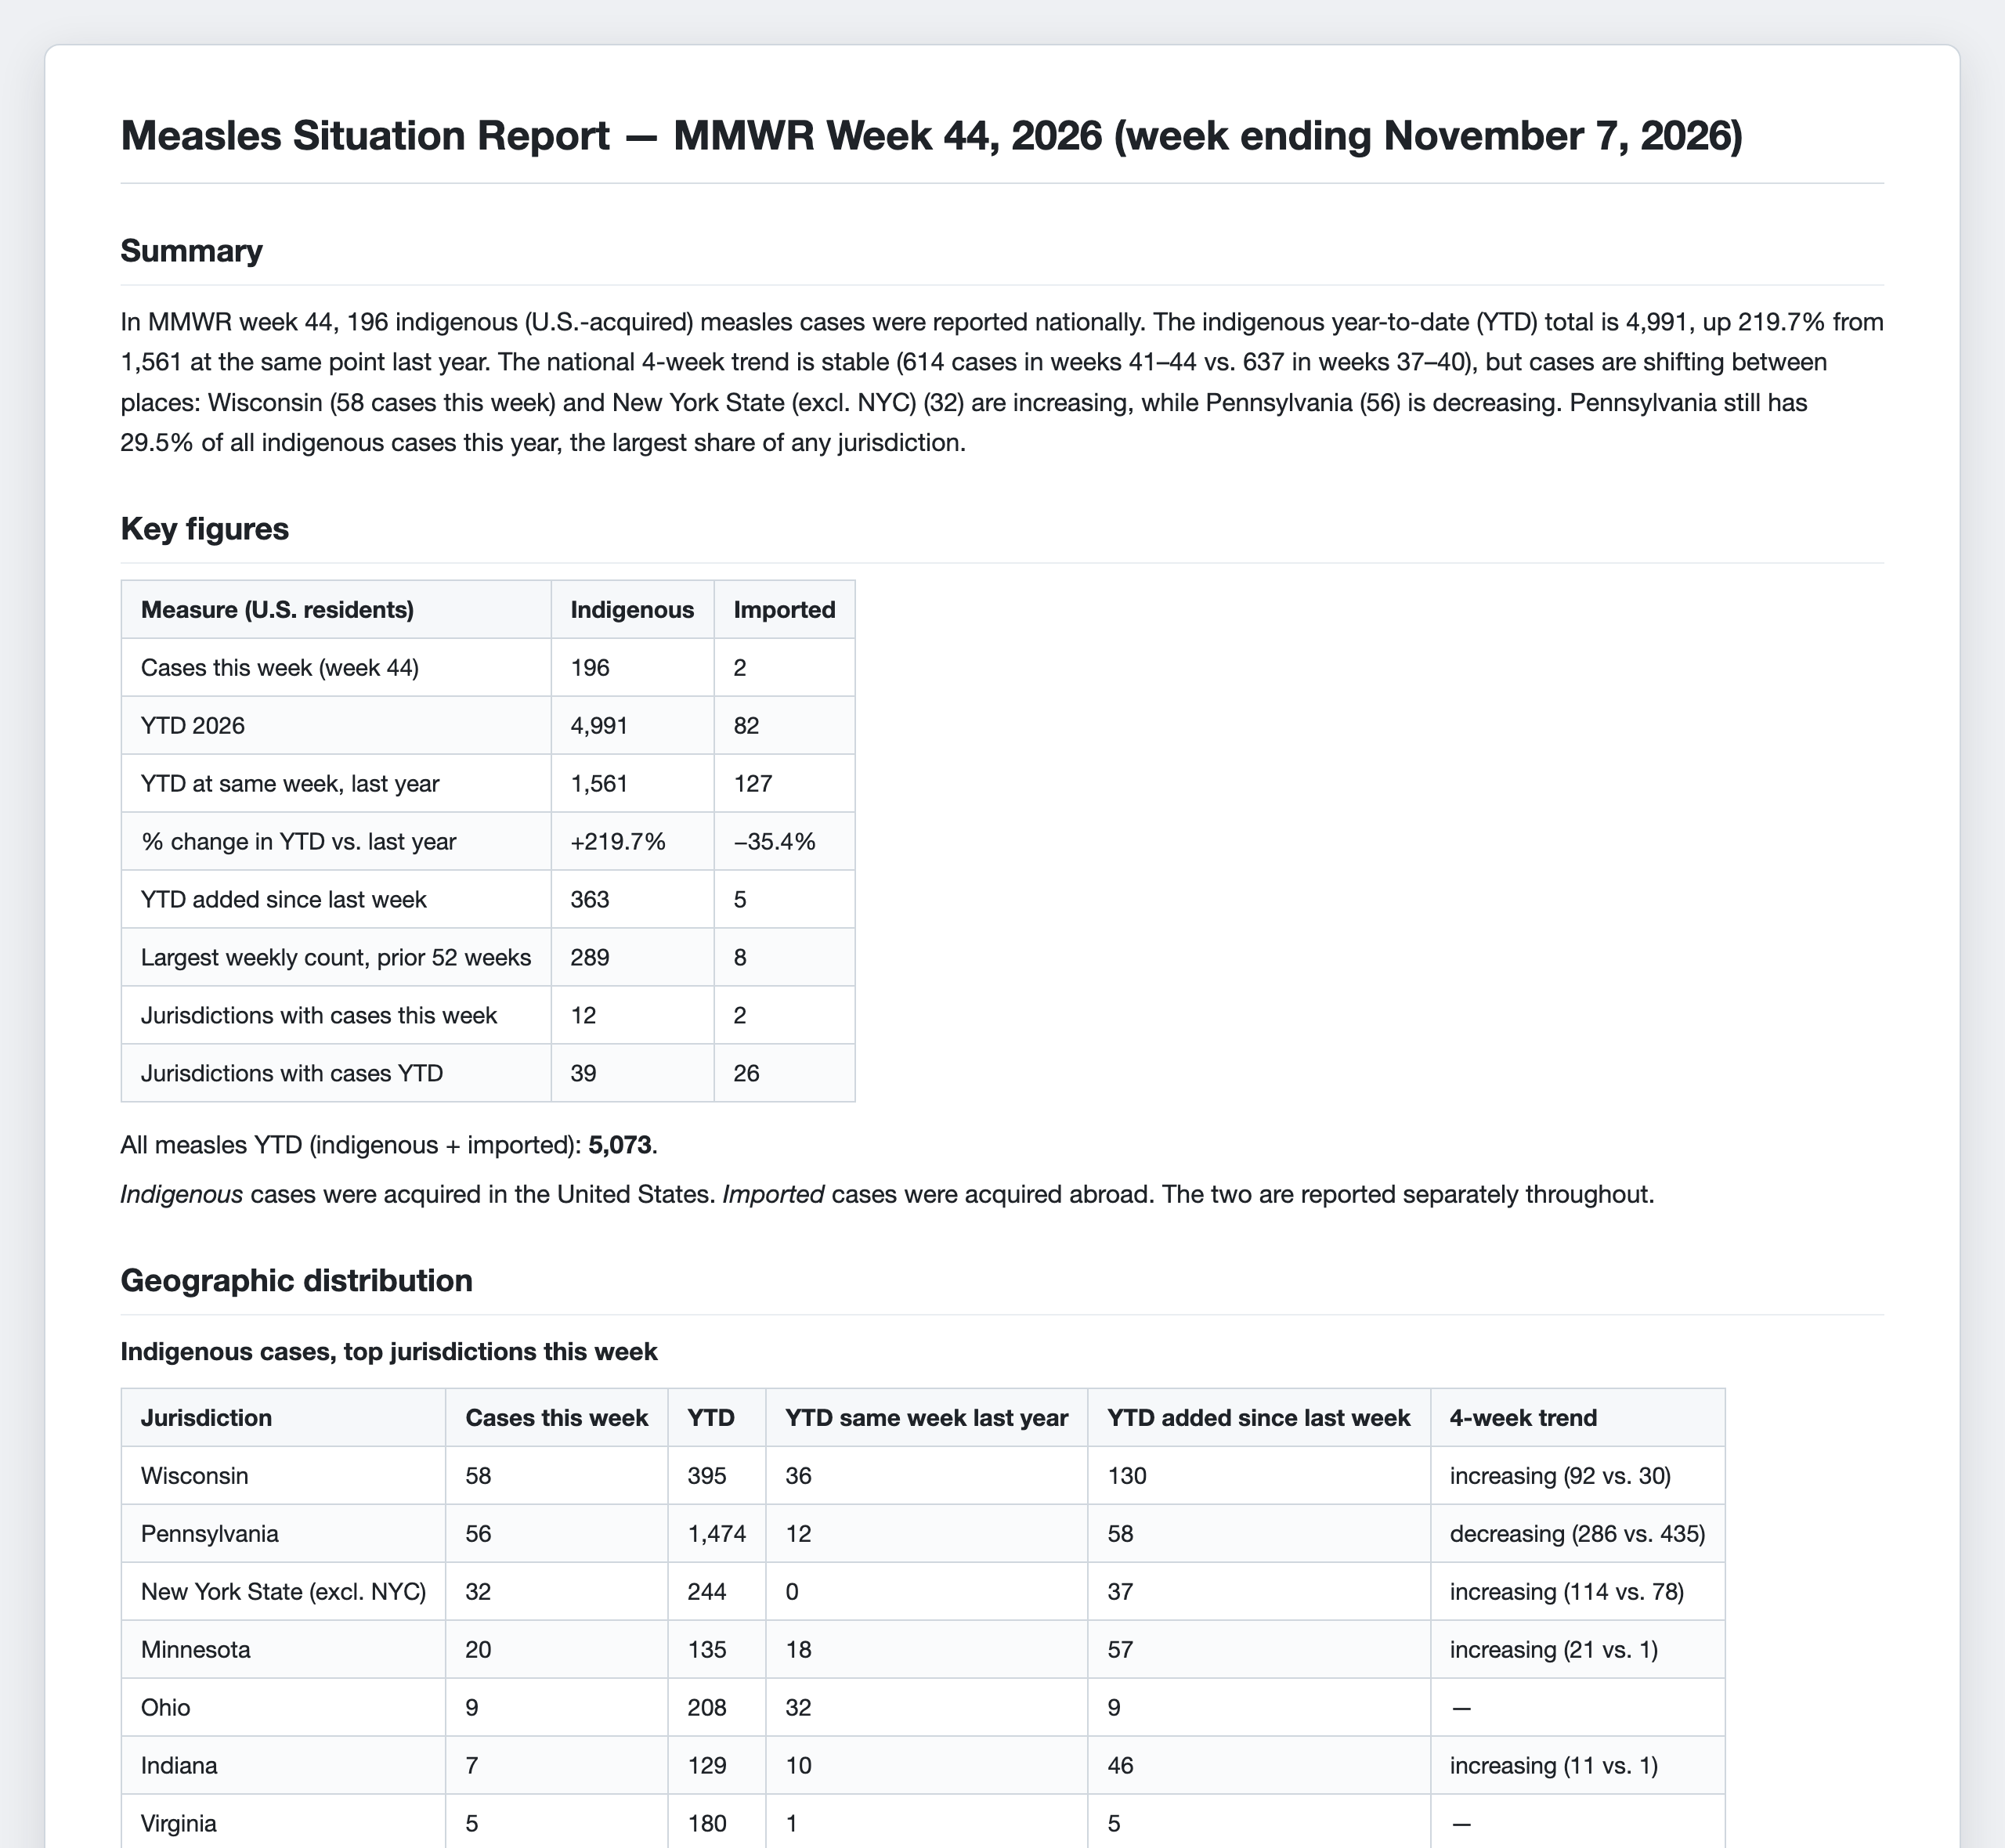 Measles Situation Report — MMWR Week 44, 2026 (week ending November 7, 2026)
Summary
In MMWR week 44, 196 indigenous (U.S.-acquired) measles cases were reported nationally. The indigenous year-to-date (YTD) total is 4,991, up 219.7% from
1,561 at the same point last year. The national 4-week trend is stable (614 cases in weeks 41–44 vs. 637 in weeks 37–40), but cases are shifting between
places: Wisconsin (58 cases this week) and New York State (excl. NYC) (32) are increasing, while Pennsylvania (56) is decreasing. Pennsylvania still has
29.5% of all indigenous cases this year, the largest share of any jurisdiction.
Key figures
Measure (U.S. residents) Indigenous Imported
Cases this week (week 44) 196 2
YTD 2026 4,991 82
YTD at same week, last year 1,561 127
% change in YTD vs. last year +219.7% −35.4%
YTD added since last week 363 5
Largest weekly count, prior 52 weeks 289 8
Jurisdictions with cases this week 12 2
Jurisdictions with cases YTD 39 26
All measles YTD (indigenous + imported): 5,073.
Indigenous cases were acquired in the United States. Imported cases were acquired abroad. The two are reported separately throughout.
Geographic distribution
Indigenous cases, top jurisdictions this week
Jurisdiction Cases this week YTD YTD same week last year YTD added since last week 4-week trend
Wisconsin 58 395 36 130 increasing (92 vs. 30)
Pennsylvania 56 1,474 12 58 decreasing (286 vs. 435)
New York State (excl. NYC) 32 244 0 37 increasing (114 vs. 78)
Minnesota 20 135 18 57 increasing (21 vs. 1)
Ohio 9 208 32 9 —
Indiana 7 129 10 46 increasing (11 vs. 1)
Virginia 5 180 1 5 —